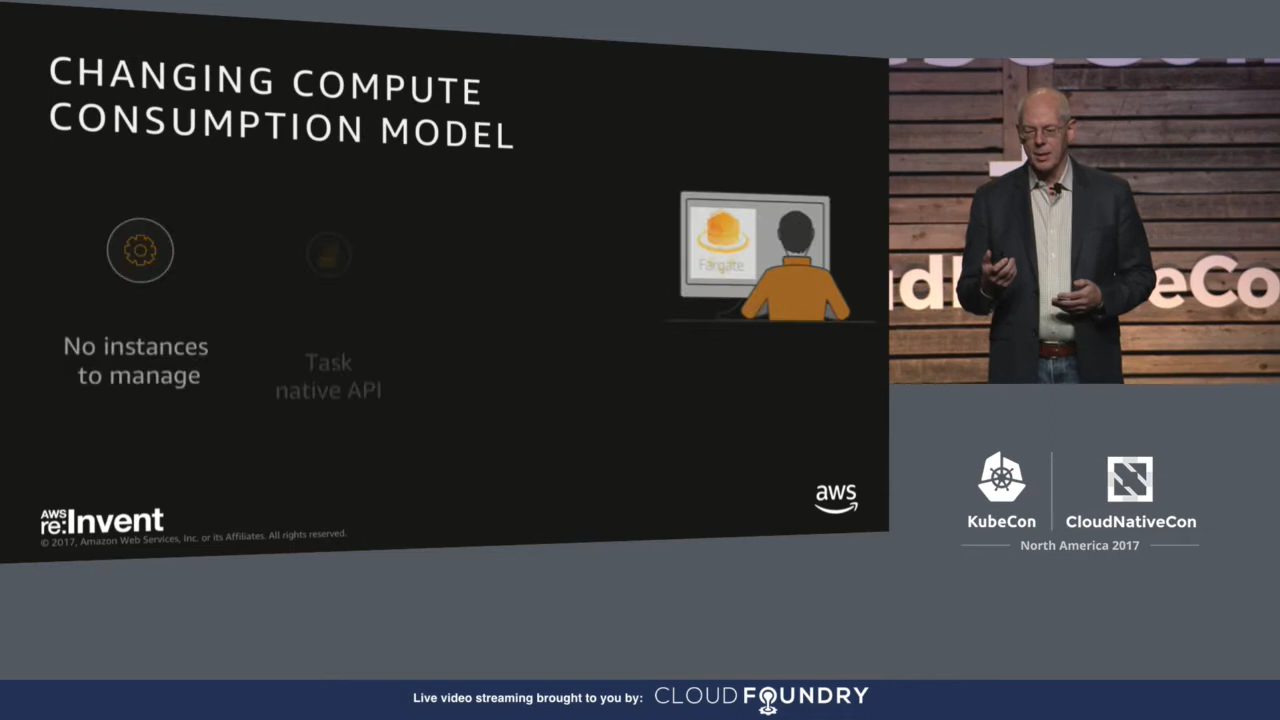 CHANGING COMPUTE
CONSUMPTION MODEL
No instances
to manage
Task
native API
Fargate
aws
AWS
re:Invent
© 2017, Amazon Web Services, Inc. or its Affiliates. All rights reserved.
KubeCon
CloudNativeCon
North America 2017
Live video streaming brought to you by: CLOUD FOUNDRY